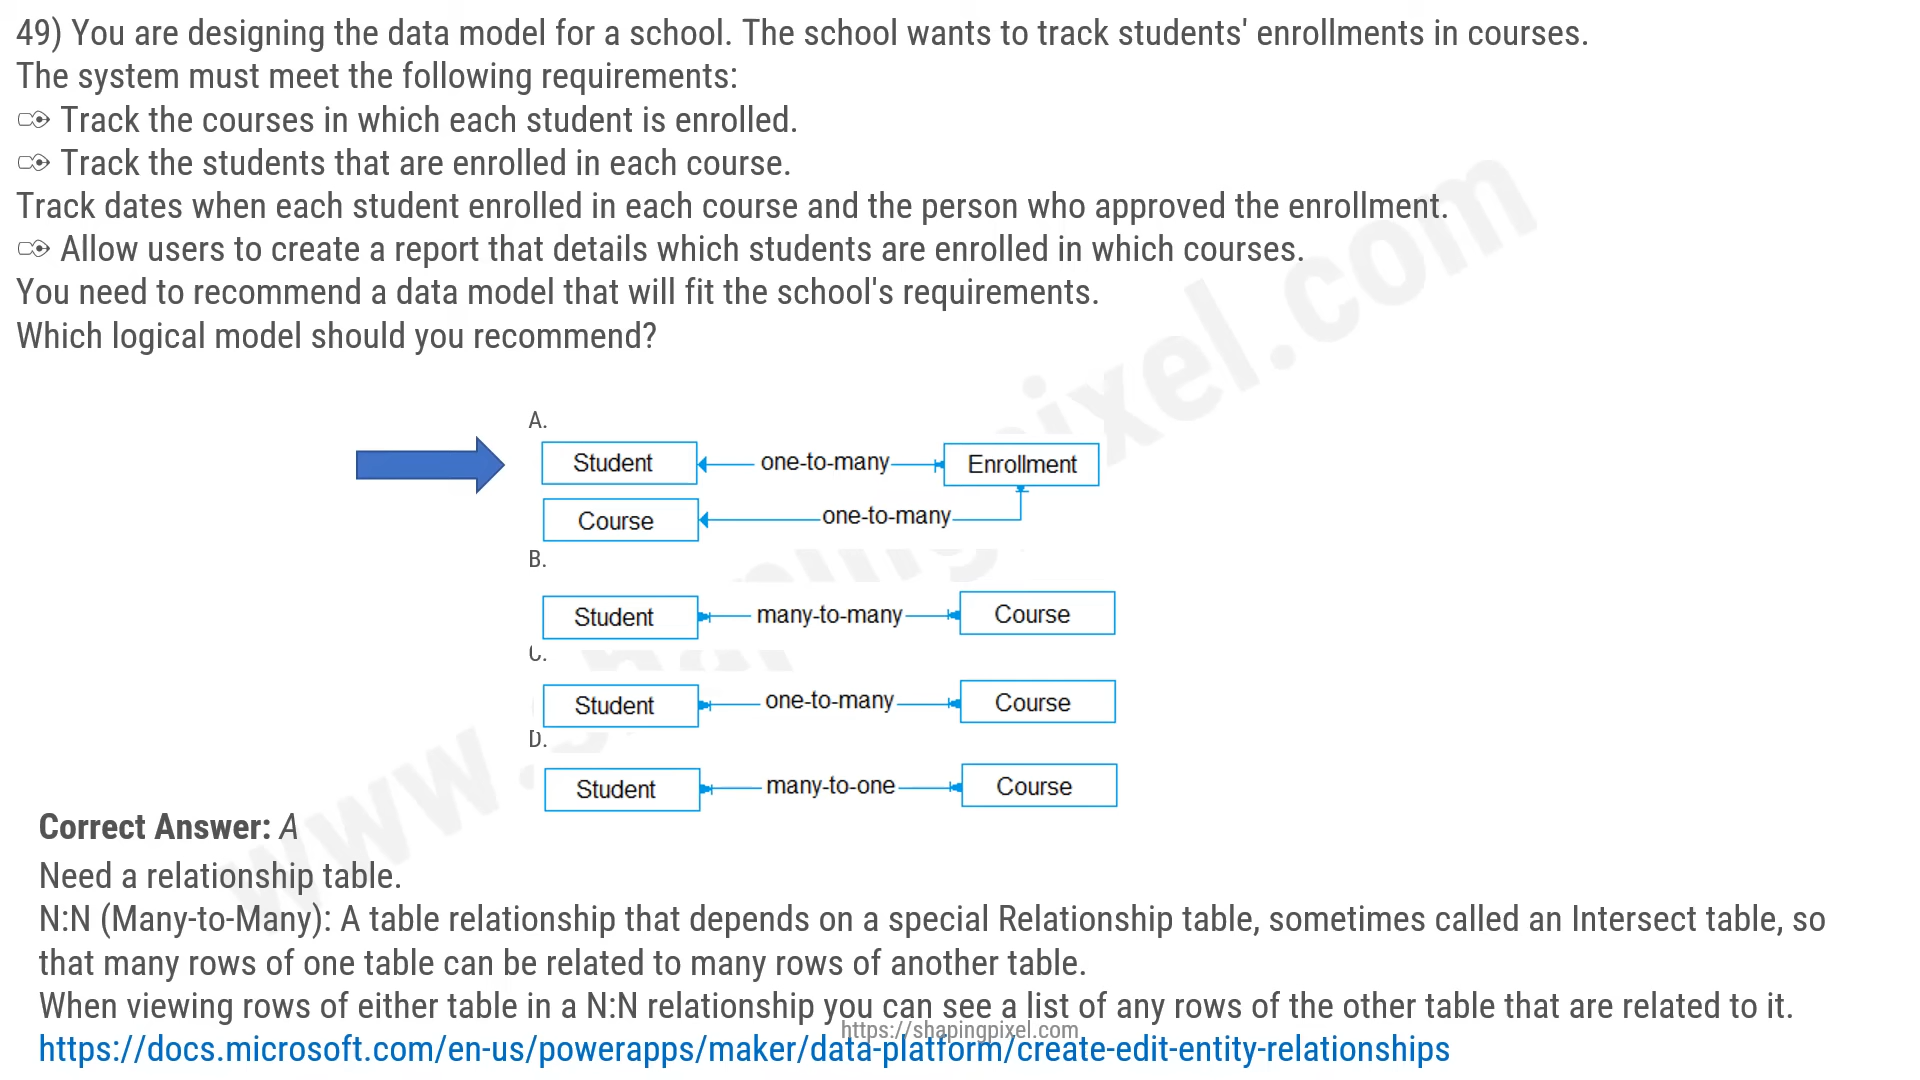 49) You are designing the data model for a school. The school wants to track students' enrollments in courses.
The system must meet the following requirements:
Track the courses in which each student is enrolled.
Track the students that are enrolled in each course.
Track dates when each student enrolled in each course and the person who approved the enrollment.
Allow users to create a report that details which students are enrolled in which courses.
You need to recommend a data model that will fit the school's requirements.
Which logical model should you recommend?
A.
Student one-to-many Enrollment
Course one-to-many
B.
Student many-to-many Course
C.
Student one-to-many Course
D.
Student many-to-one Course
Correct Answer: A
Need a relationship table.
N:N (Many-to-Many): A table relationship that depends on a special Relationship table, sometimes called an Intersect table, so
that many rows of one table can be related to many rows of another table.
When viewing rows of either table in a N:N relationship you can see a list of any rows of the other table that are related to it.
https://shapingpixel.com
https://docs.microsoft.com/en-us/powerapps/maker/data-platform/create-edit-entity-relationships